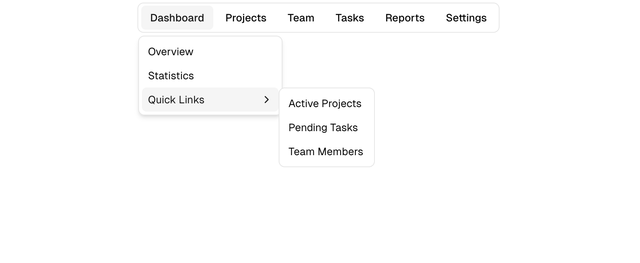 Dashboard Projects Team Tasks Reports Settings
Overview
Statistics
Quick Links
Active Projects
Pending Tasks
Team Members